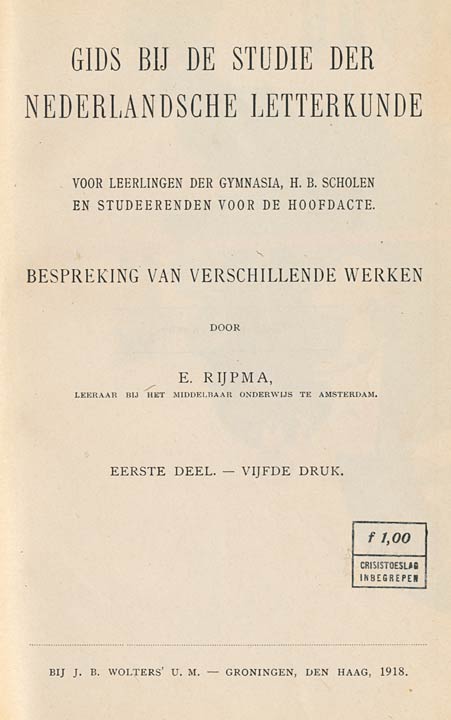 GIDS BIJ DE STUDIE DER
NEDERLANDSCHE LETTERKUNDE
VOOR LEERLINGEN DER GYMNASIA, H. B. SCHOLEN
EN STUDEERENDEN VOOR DE HOOFDACTE.
BESPREKING VAN VERSCHILLENDE WERKEN
DOOR
E. RIJPMA,
LEERAAR BIJ HET MIDDELBAAR ONDERWIJS TE AMSTERDAM.
EERSTE DEEL. — VIJFDE DRUK.
f 1,00
CRISISTOESLAG
INBEGREPEN
BIJ J. B. WOLTERS' U. M. — GRONINGEN, DEN HAAG, 1918.